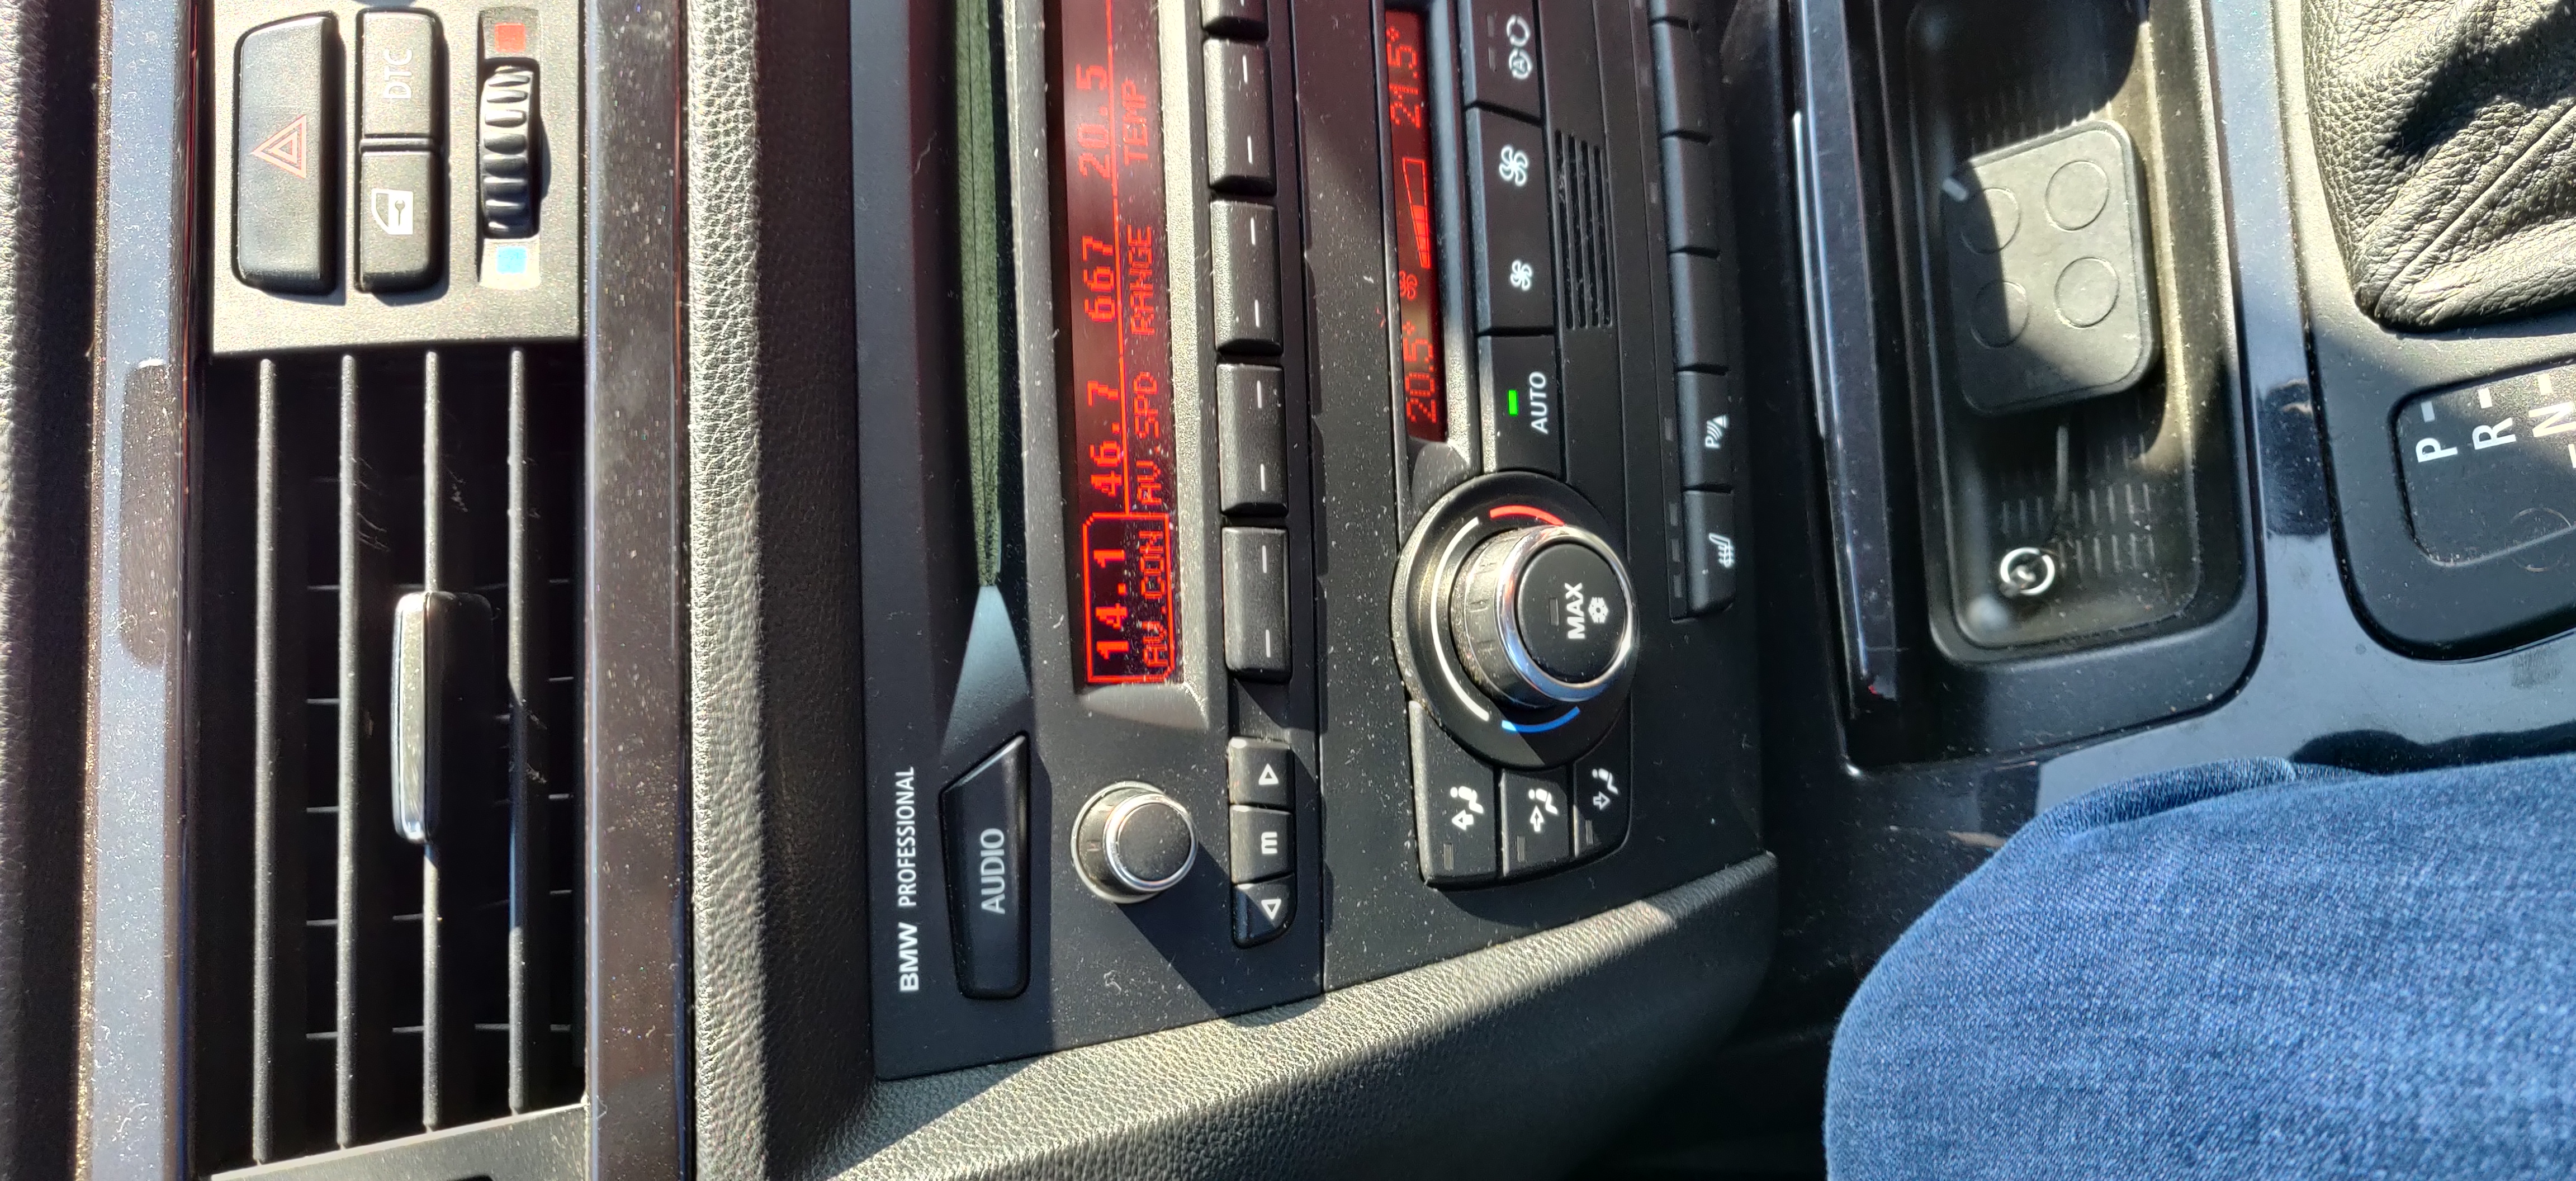 DTC
BMW PROFESSIONAL
AUDIO
14.1 46.7 667 20.5
AV.CON AV.SPD RANGE TEMP
m
20.5° 21.5°
AUTO
A
MAX
P
P
R
N